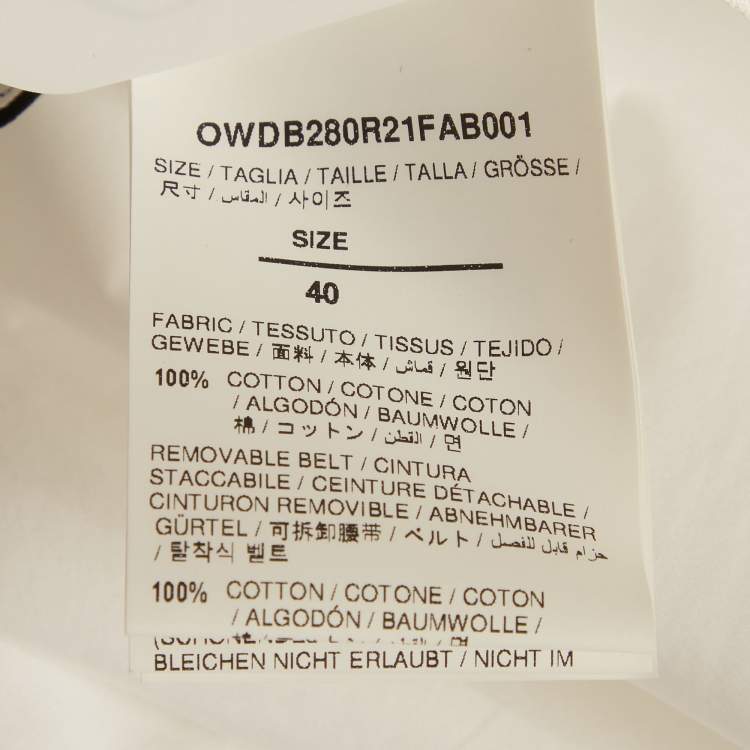 OWDB280R21FAB001
SIZE / TAGLIA / TAILLE / TALLA / GRÖSSE /
尺寸 / المقاس / 사이즈
SIZE
40
FABRIC / TESSUTO / TISSUS / TEJIDO /
GEWEBE / 面料 / 本体 / قماش / 원단
100% COTTON / COTONE / COTON
/ ALGODÓN / BAUMWOLLE /
棉 / コットン / القطن / 면
REMOVABLE BELT / CINTURA
STACCABILE / CEINTURE DÉTACHABLE /
CINTURON REMOVIBLE / ABNEHMBARER
GÜRTEL / 可拆卸腰带 / ベルト / حزام قابل للفصل
/ 탈착식 벨트
100% COTTON / COTONE / COTON
/ ALGODÓN / BAUMWOLLE /
/ 면
BLEICHEN NICHT ERLAUBT / NICHT IM